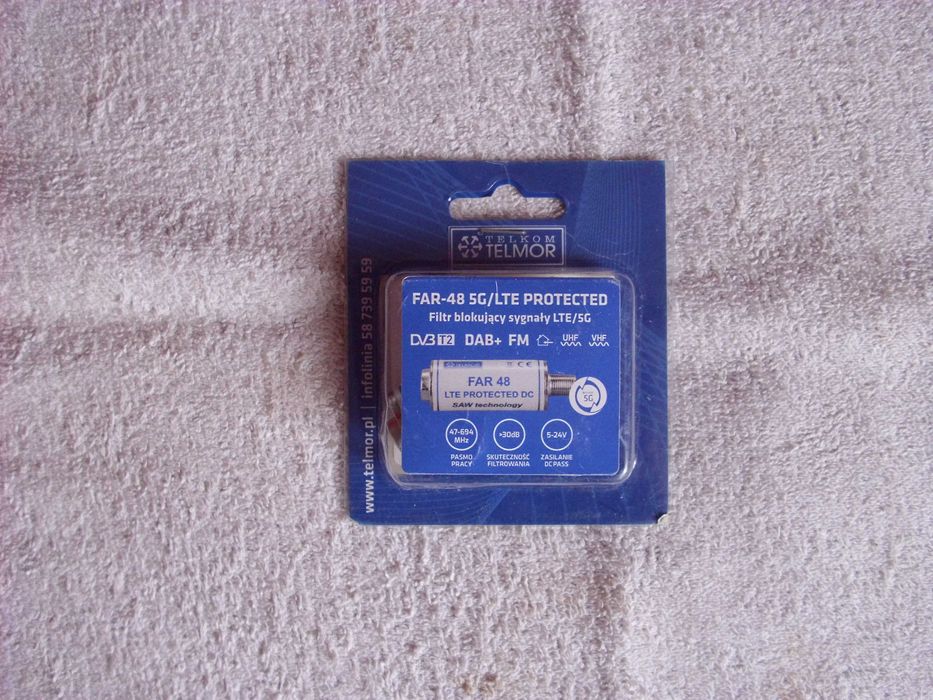 TELKOM
TELMOR
FAR-48 5G/LTE PROTECTED
Filtr blokujący sygnały LTE/5G
DVB T2 DAB+ FM UHF VHF
FAR 48
LTE PROTECTED DC
SAW technology
5G
47-694
MHz
PASMO
PRACY
>30dB
SKUTECZNOŚĆ
FILTROWANIA
5-24V
ZASILANIE
DC PASS
www.telmor.pl | infolinia 58 739 59 59